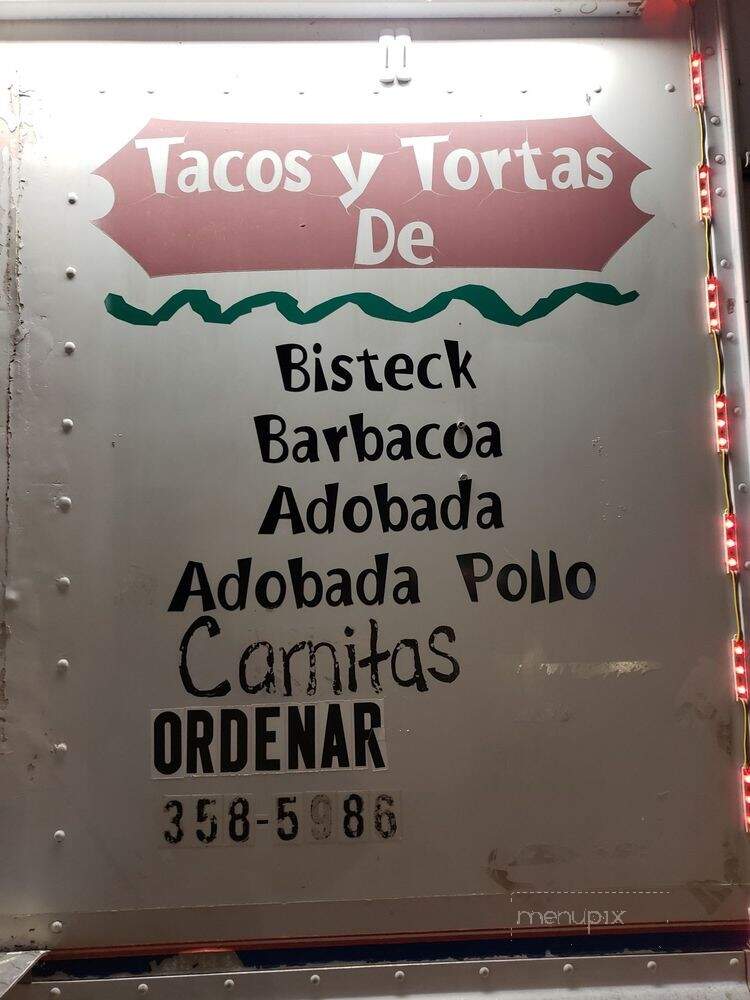 Tacos y Tortas
De
Bisteck
Barbacoa
Adobada
Adobada Pollo
Carnitas
ORDENAR
358-5986
menupix